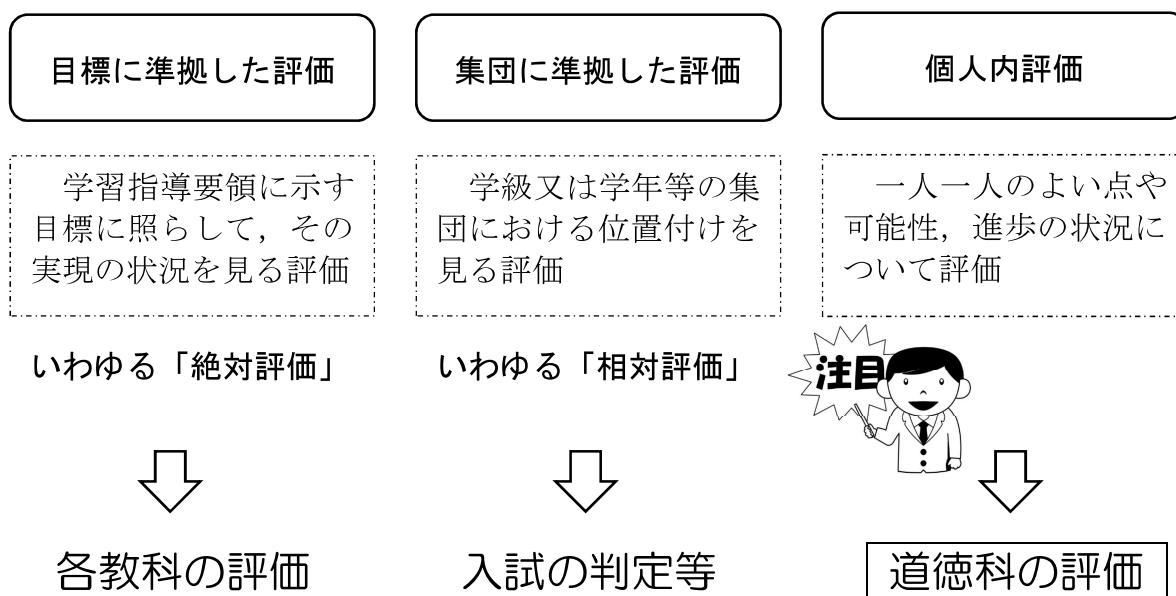 目標に準拠した評価
学習指導要領に示す
目標に照らして，その
実現の状況を見る評価
いわゆる「絶対評価」
各教科の評価
集団に準拠した評価
学級又は学年等の集
団における位置付けを
見る評価
いわゆる「相対評価」
入試の判定等
個人内評価
一人一人のよい点や
可能性，進歩の状況に
ついて評価
注目
道徳科の評価